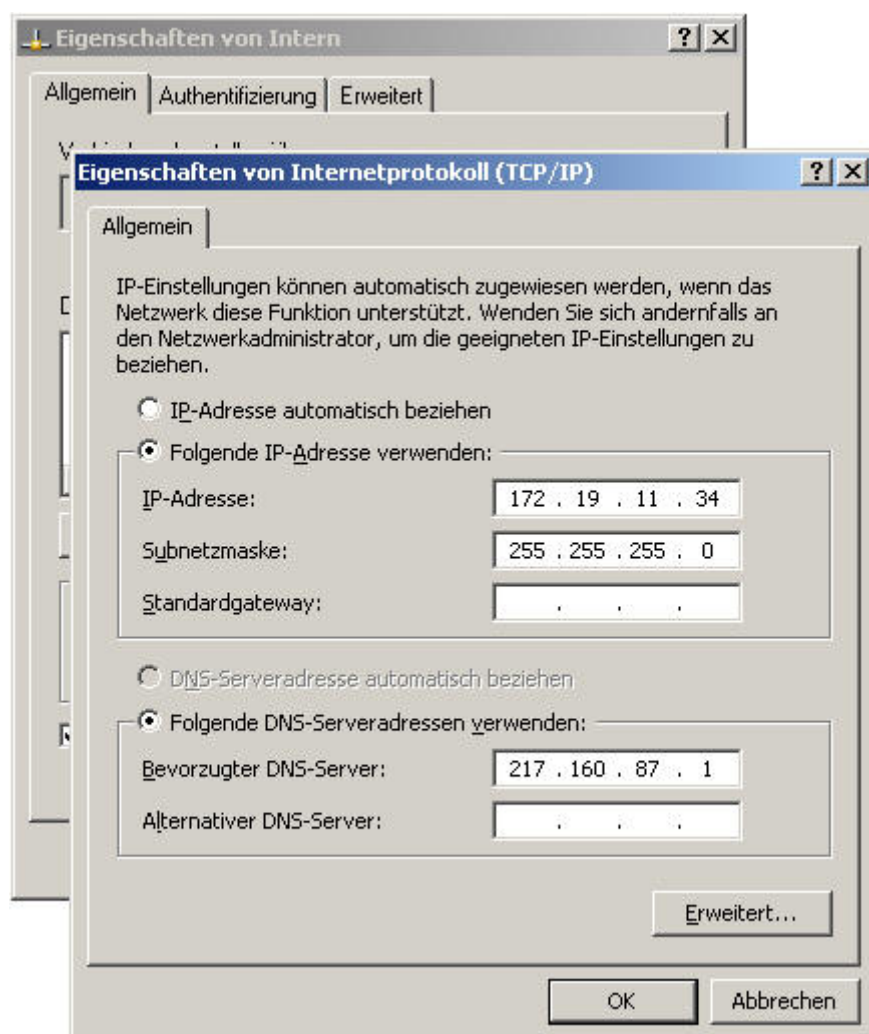 Eigenschaften von Intern
Allgemein Authentifizierung Erweitert
Eigenschaften von Internetprotokoll (TCP/IP)
Allgemein
IP-Einstellungen können automatisch zugewiesen werden, wenn das
Netzwerk diese Funktion unterstützt. Wenden Sie sich andernfalls an
den Netzwerkadministrator, um die geeigneten IP-Einstellungen zu
beziehen.
IP-Adresse automatisch beziehen
Folgende IP-Adresse verwenden:
IP-Adresse: 172 . 19 . 11 . 34
Subnetzmaske: 255 . 255 . 255 . 0
Standardgateway: . . .
DNS-Serveradresse automatisch beziehen
Folgende DNS-Serveradressen verwenden:
Bevorzugter DNS-Server: 217 . 160 . 87 . 1
Alternativer DNS-Server: . . .
Erweitert...
OK Abbrechen